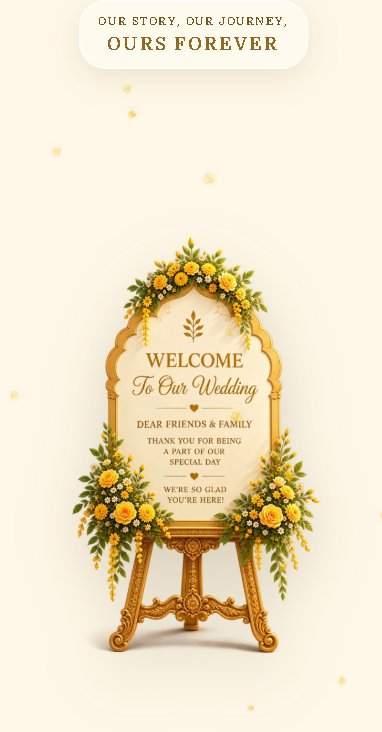 OUR STORY, OUR JOURNEY,
OURS FOREVER
WELCOME
To Our Wedding
DEAR FRIENDS & FAMILY
THANK YOU FOR BEING
A PART OF OUR
SPECIAL DAY
WE'RE SO GLAD
YOU'RE HERE!